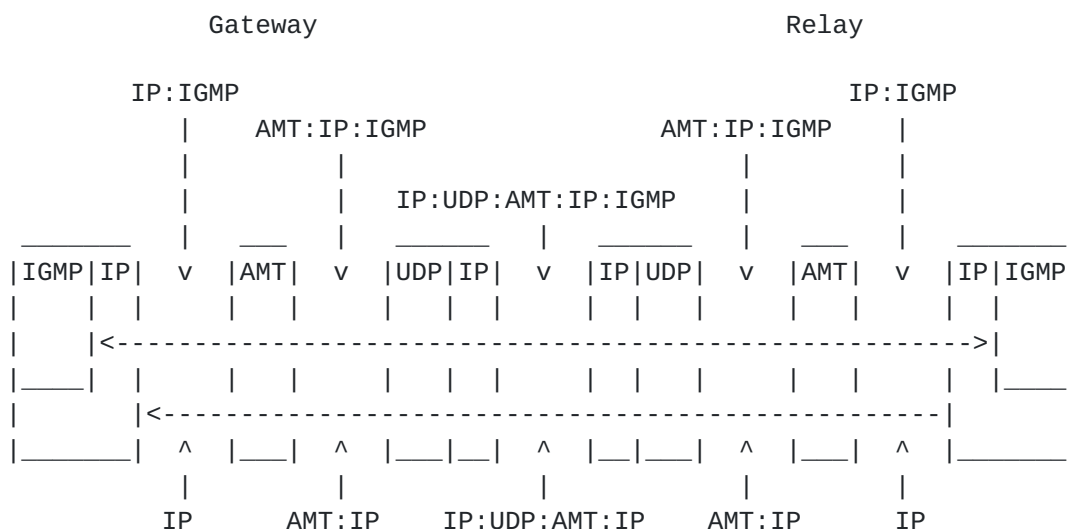 Gateway Relay
IP:IGMP IP:IGMP
AMT:IP:IGMP AMT:IP:IGMP
IP:UDP:AMT:IP:IGMP
|IGMP|IP| v |AMT| v |UDP|IP| v |IP|UDP| v |AMT| v |IP|IGMP
IP AMT:IP IP:UDP:AMT:IP AMT:IP IP